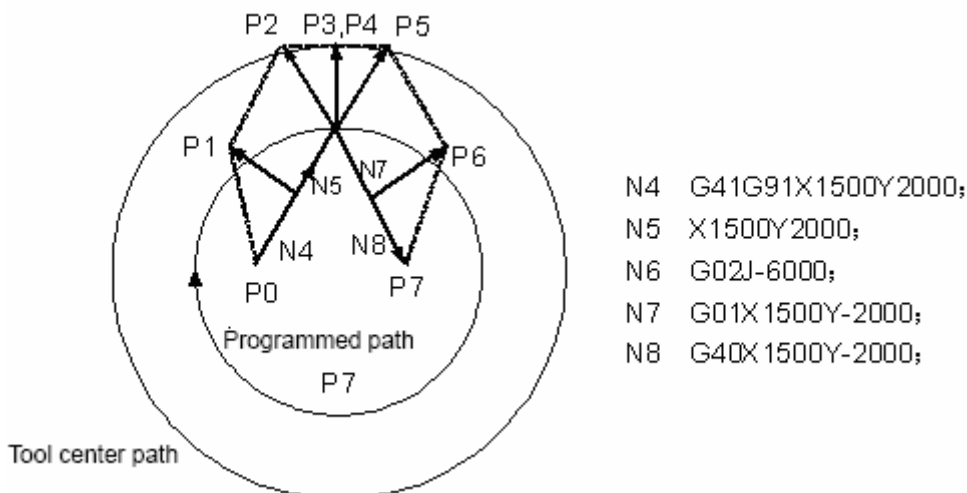 P2 P3,P4 P5
P1
P6
N5
N7
N4
N8
P0
P7
Programmed path
P7
Tool center path
N4 G41G91X1500Y2000;
N5 X1500Y2000;
N6 G02J-6000;
N7 G01X1500Y-2000;
N8 G40X1500Y-2000;